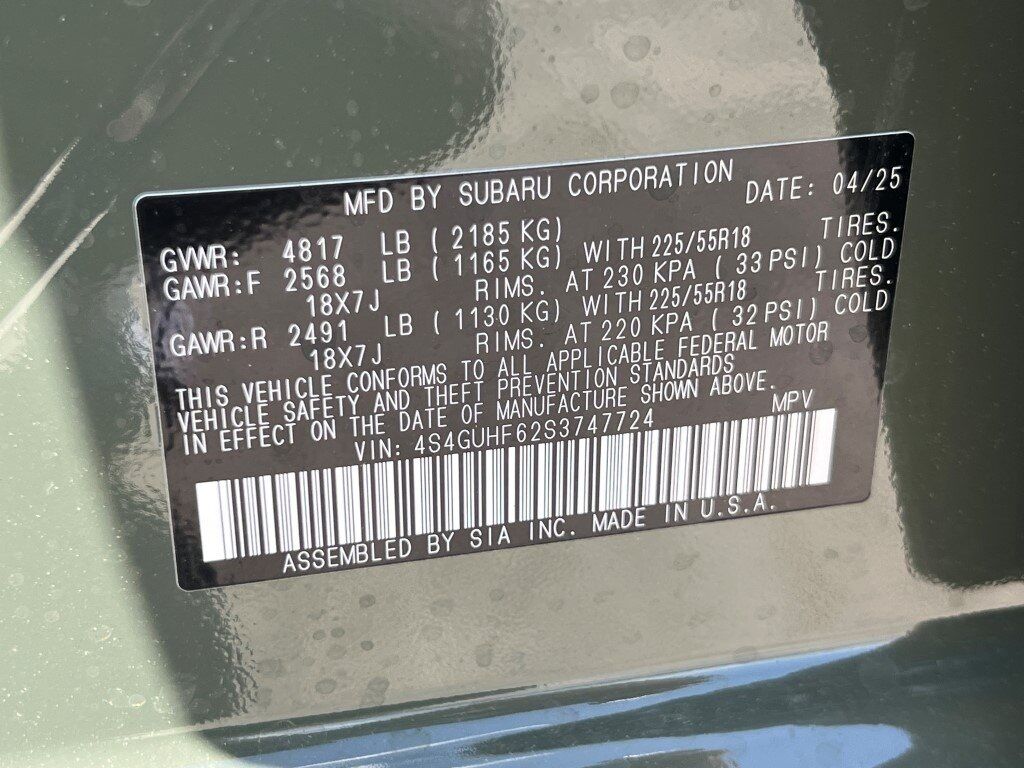 MFD BY SUBARU CORPORATION DATE: 04/25
GVWR: 4817 LB ( 2185 KG)
GAWR:F 2568 LB ( 1165 KG) WITH 225/55R18 TIRES.
18X7J RIMS. AT 230 KPA ( 33 PSI) COLD
GAWR:R 2491 LB ( 1130 KG) WITH 225/55R18 TIRES.
18X7J RIMS. AT 220 KPA ( 32 PSI) COLD
THIS VEHICLE CONFORMS TO ALL APPLICABLE FEDERAL MOTOR
VEHICLE SAFETY AND THEFT PREVENTION STANDARDS
IN EFFECT ON THE DATE OF MANUFACTURE SHOWN ABOVE.
VIN: 4S4GUHF62S3747724 MPV
ASSEMBLED BY SIA INC. MADE IN U.S.A.